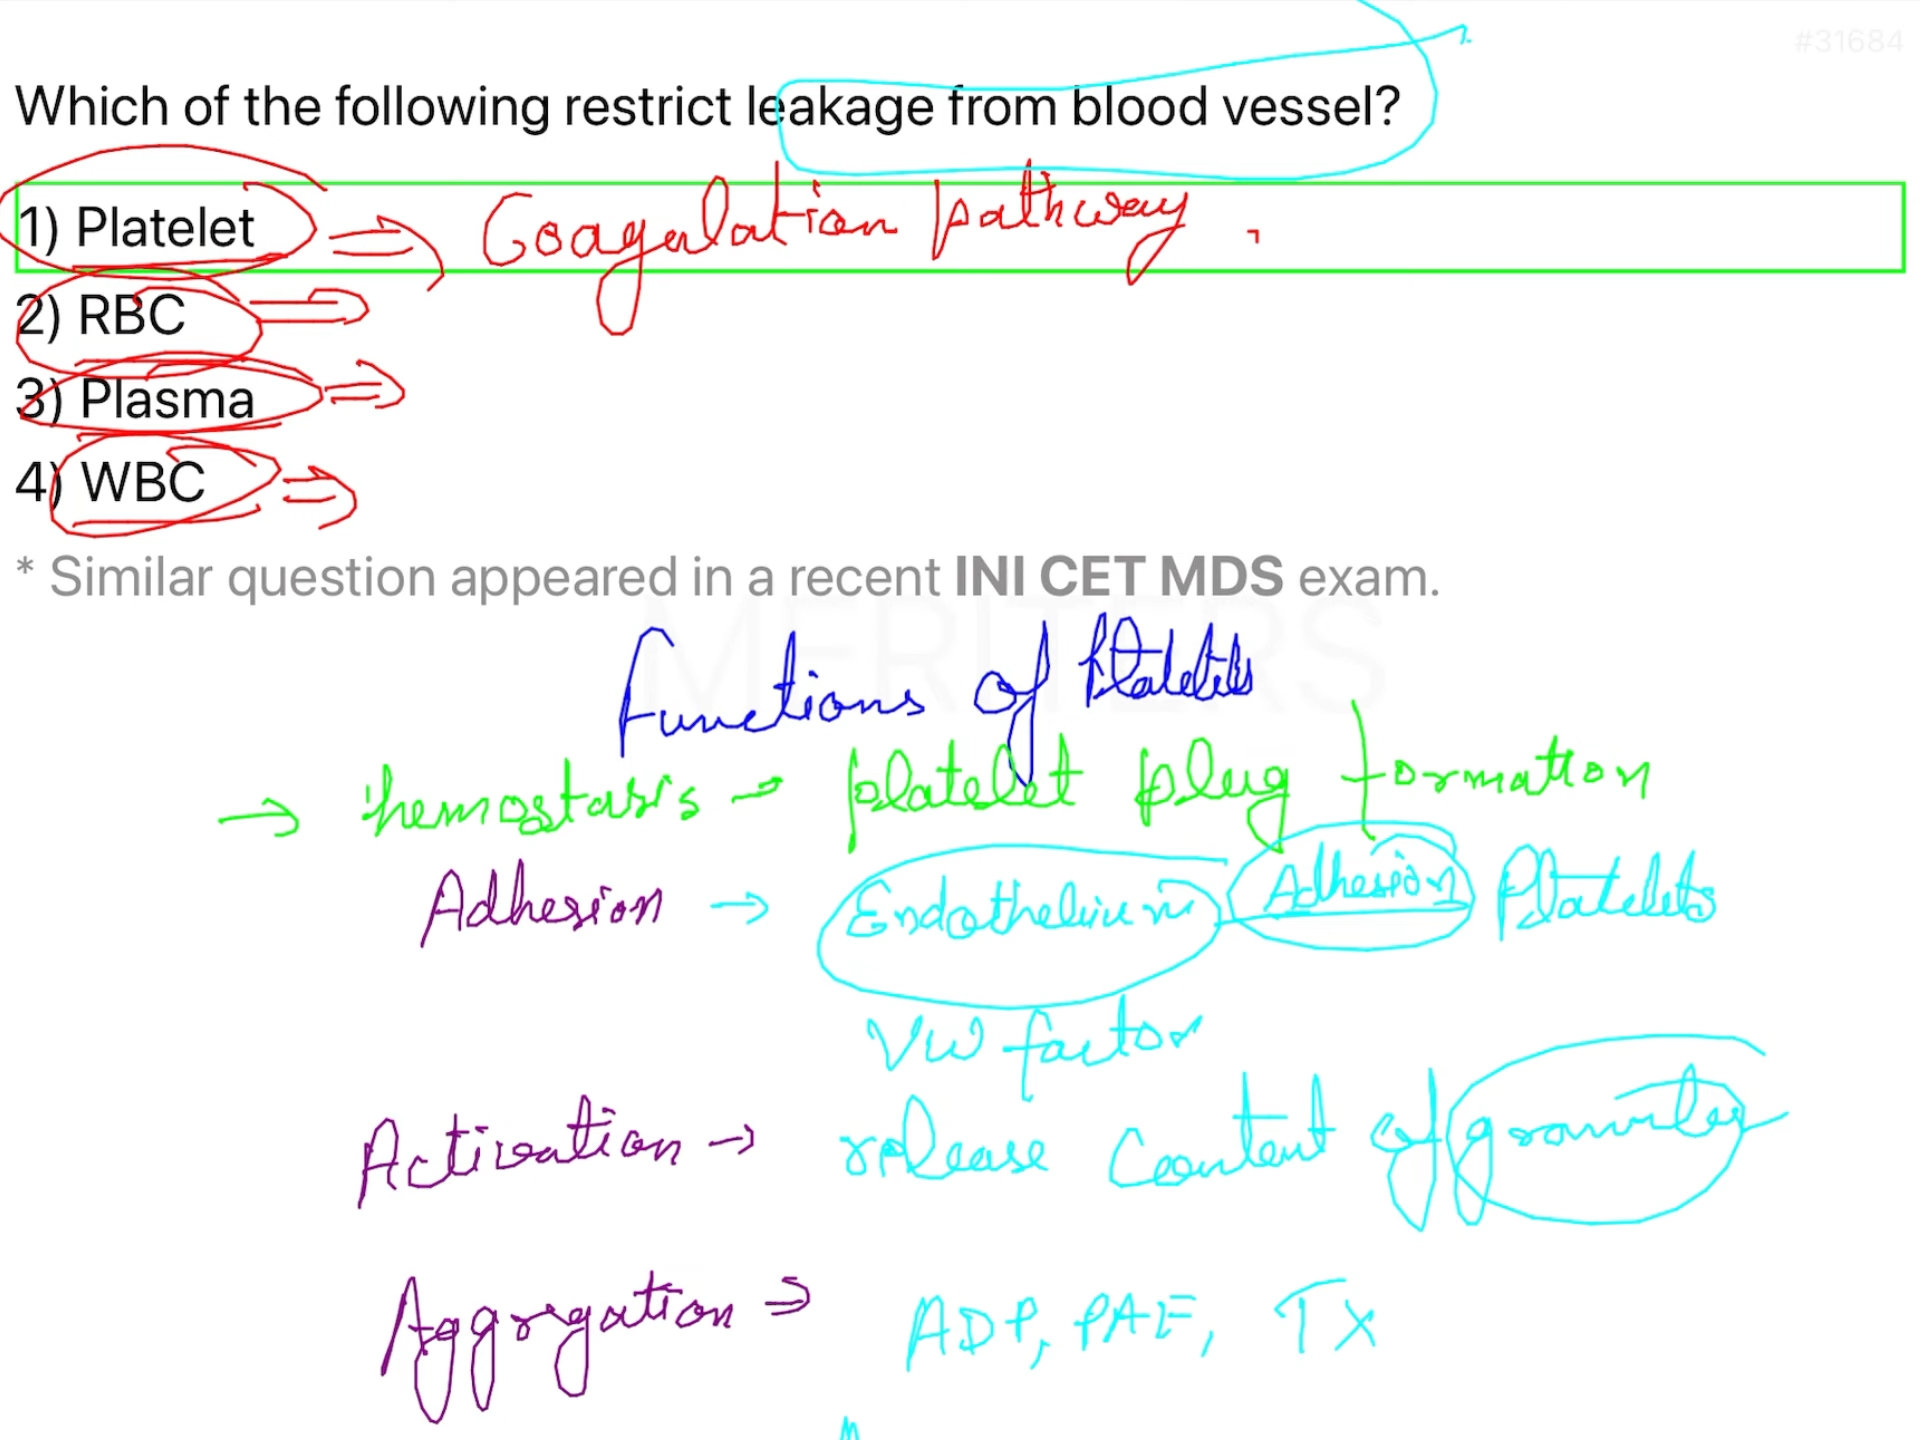 #31684
Which of the following restrict leakage from blood vessel?
1) Platelet ⇒ Coagulation pathway.
2) RBC ⇒
3) Plasma ⇒
4) WBC ⇒
* Similar question appeared in a recent INI CET MDS exam.
MERITERS
Functions of Platelets
→ hemostasis → platelet plug formation
Adhesion → Endothelium Adhesion Platelets
VW factor
Activation → release content of granules
Aggregation ⇒ ADP, PAF, TX